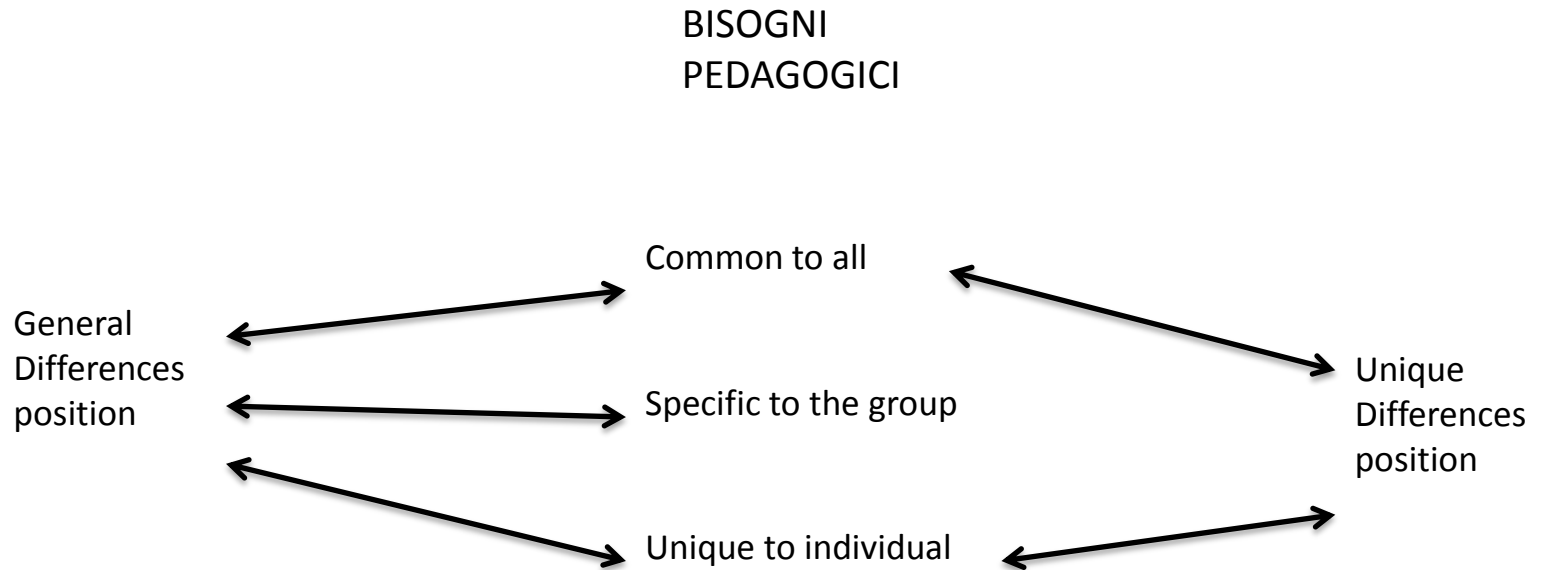 BISOGNI
PEDAGOGICI
Common to all
General
Differences
position
Specific to the group
Unique
Differences
position
Unique to individual